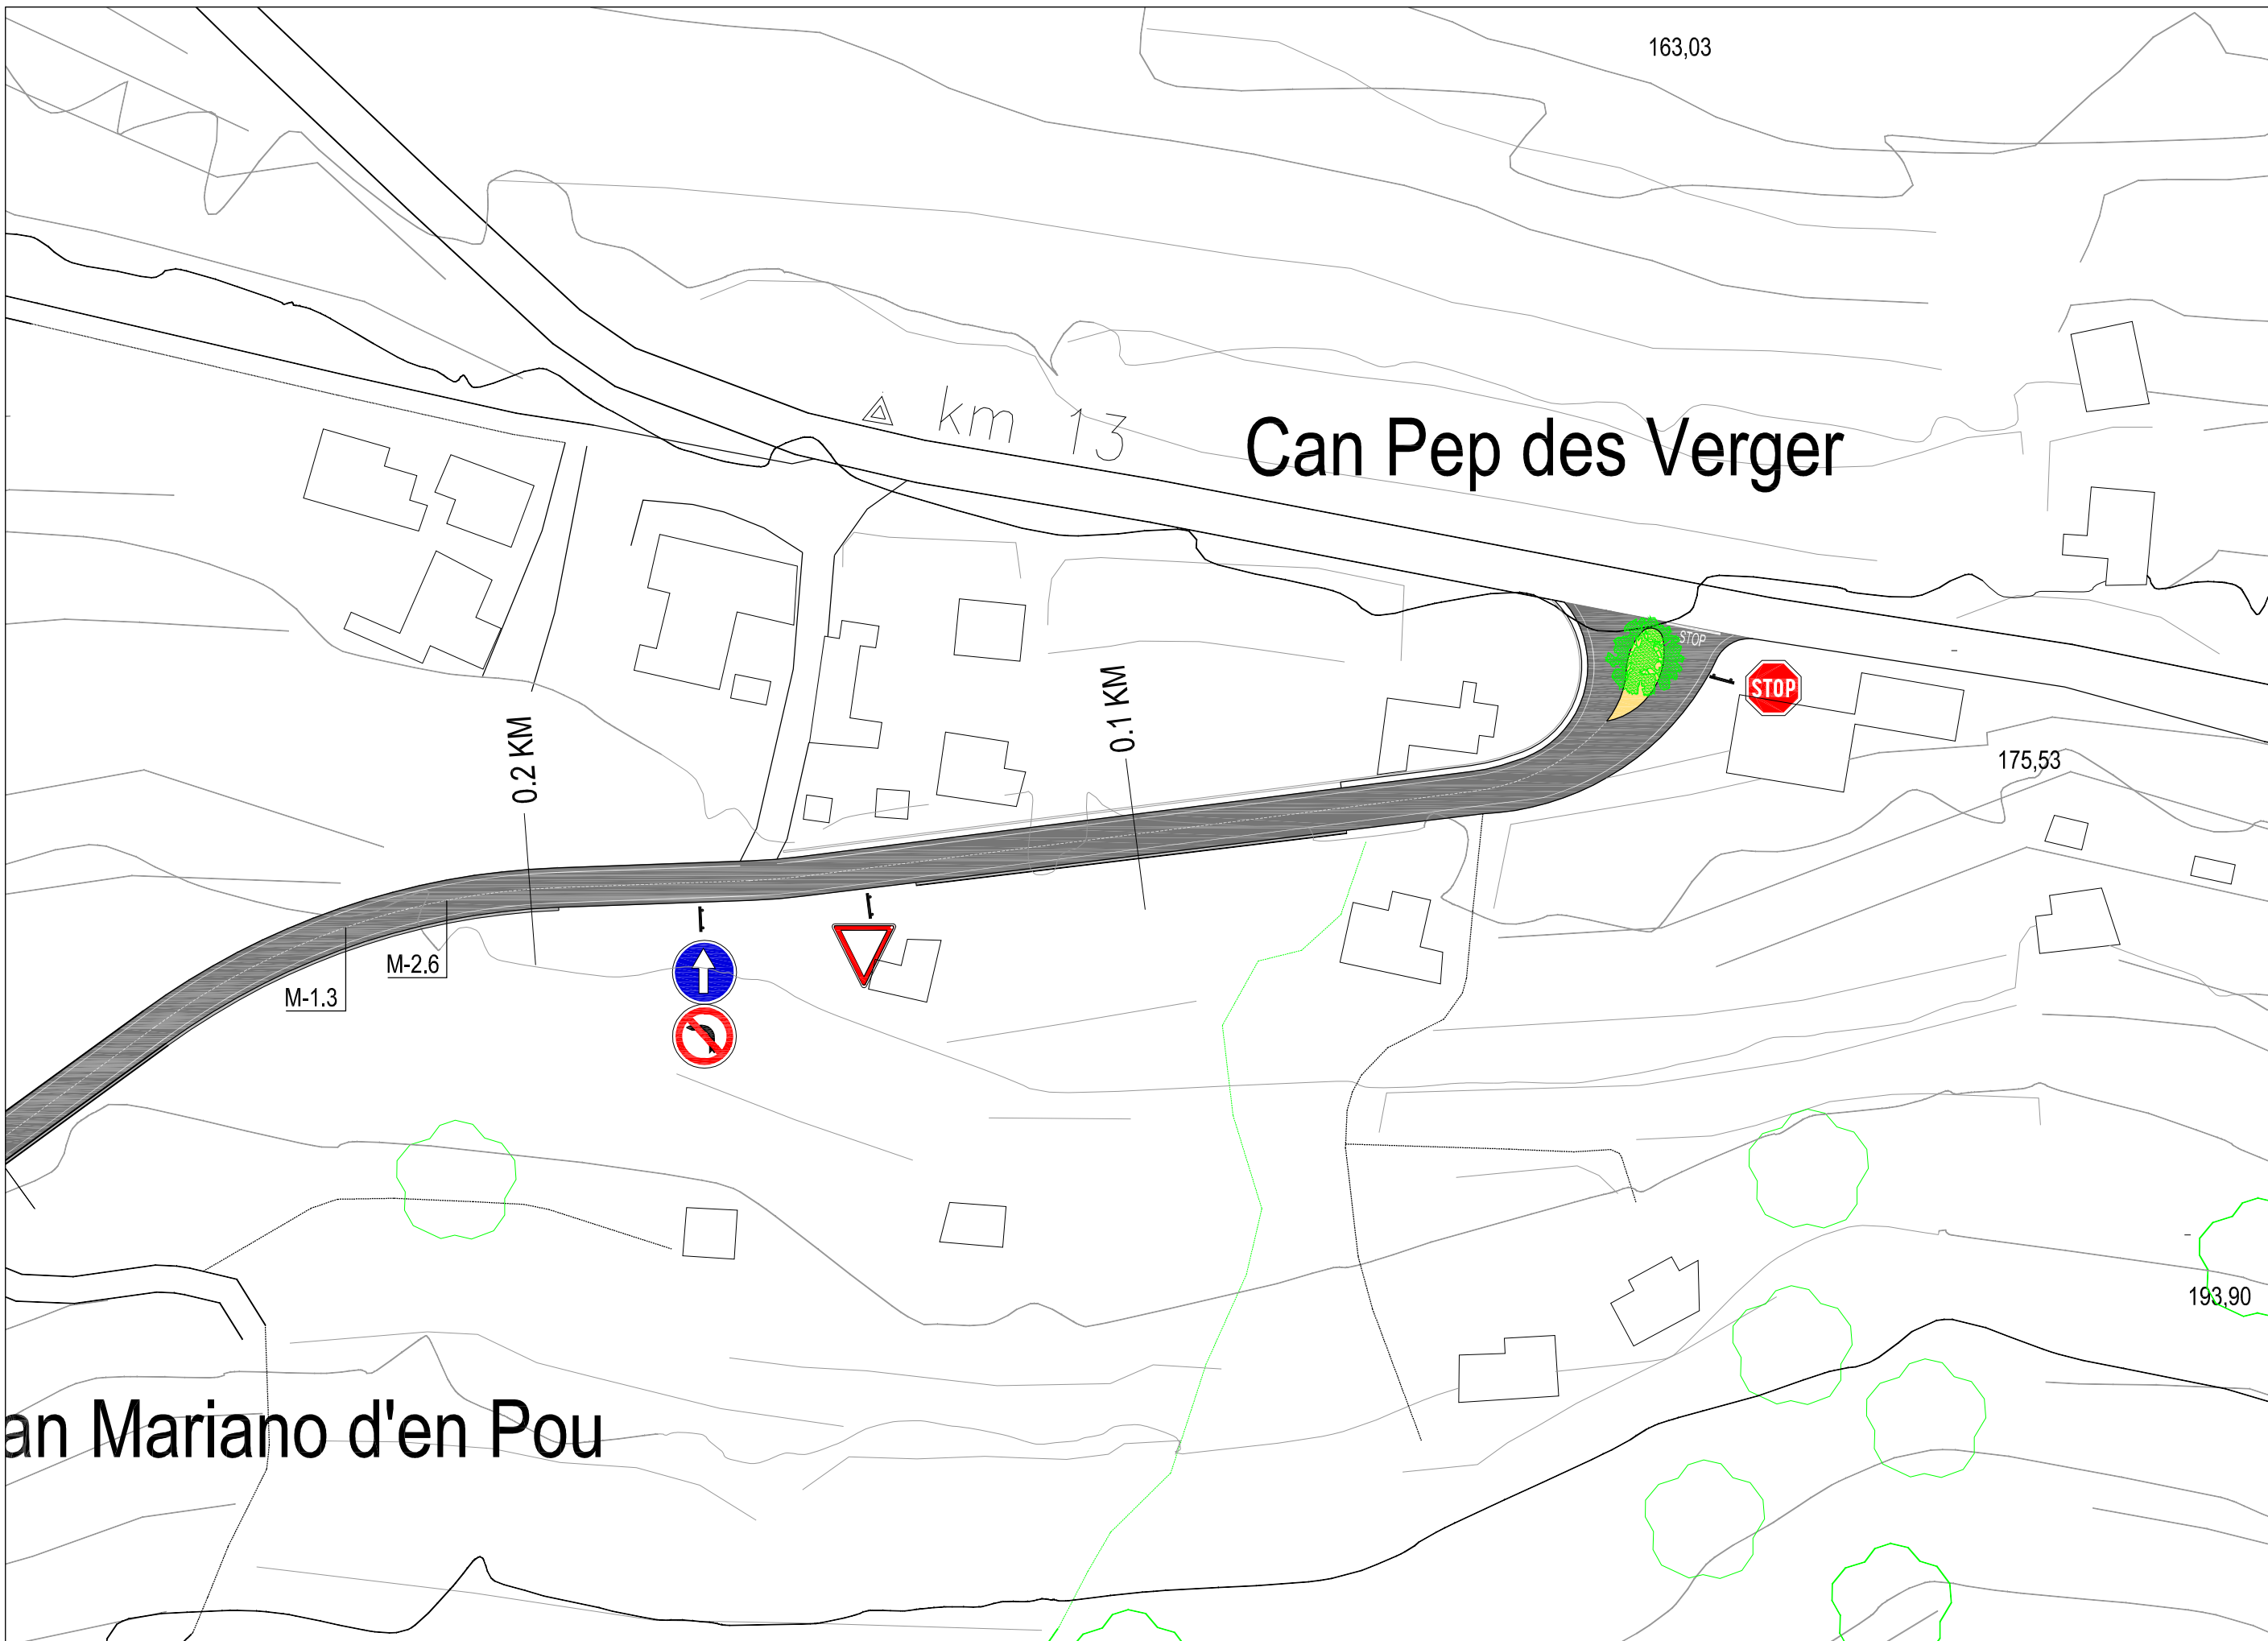 163,03
km 13
Can Pep des Verger
STOP
STOP
0.1 KM
0.2 KM
175,53
M-2.6
M-1.3
193,90
an Mariano d'en Pou